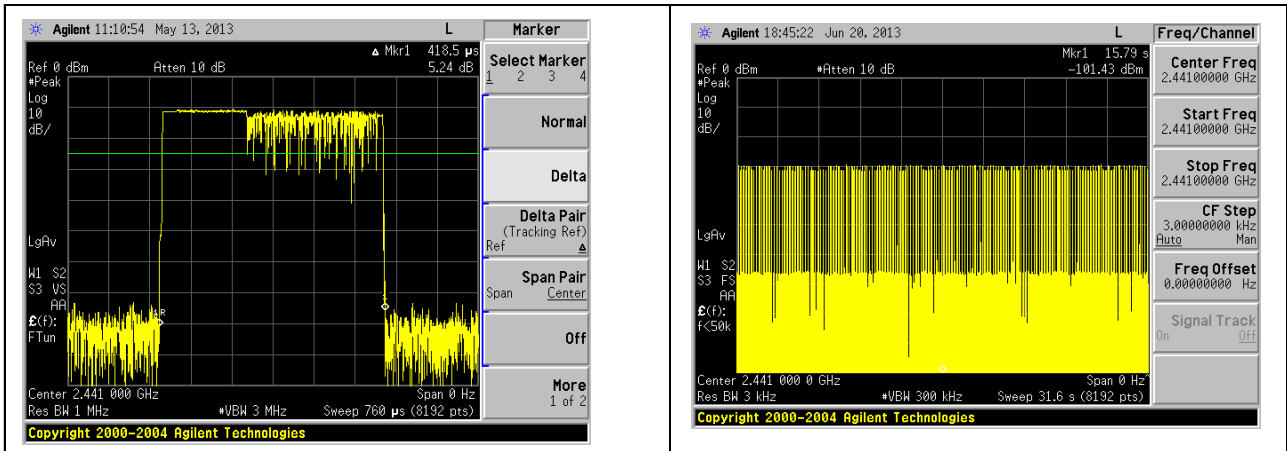 Agilent 11:10:54 May 13, 2013 L
Marker
Δ Mkr1 418.5 µs
Ref 0 dBm Atten 10 dB 5.24 dB
#Peak
Log
10
dB/
LgAv
W1 S2
S3 VS
AA
£(f):
FTun
1R
Center 2.441 000 0 GHz Span 0 Hz
Res BW 1 MHz #VBW 3 MHz Sweep 760 µs (8192 pts)
Copyright 2000-2004 Agilent Technologies
Select Marker
1 2 3 4
Normal
Delta
Delta Pair
(Tracking Ref)
Ref Δ
Span Pair
Span Center
Off
More
1 of 2
Agilent 18:45:22 Jun 20, 2013 L
Freq/Channel
Mkr1 15.79 s
Ref 0 dBm #Atten 10 dB -101.43 dBm
#Peak
Log
10
dB/
LgAv
W1 S2
S3 FS
AA
£(f):
f<50k
Center 2.441 000 0 GHz Span 0 Hz^
Res BW 3 kHz #VBW 300 kHz Sweep 31.6 s (8192 pts)
Copyright 2000-2004 Agilent Technologies
Center Freq
2.44100000 GHz
Start Freq
2.44100000 GHz
Stop Freq
2.44100000 GHz
CF Step
3.00000000 kHz
Auto Man
Freq Offset
0.00000000 Hz
Signal Track
On Off